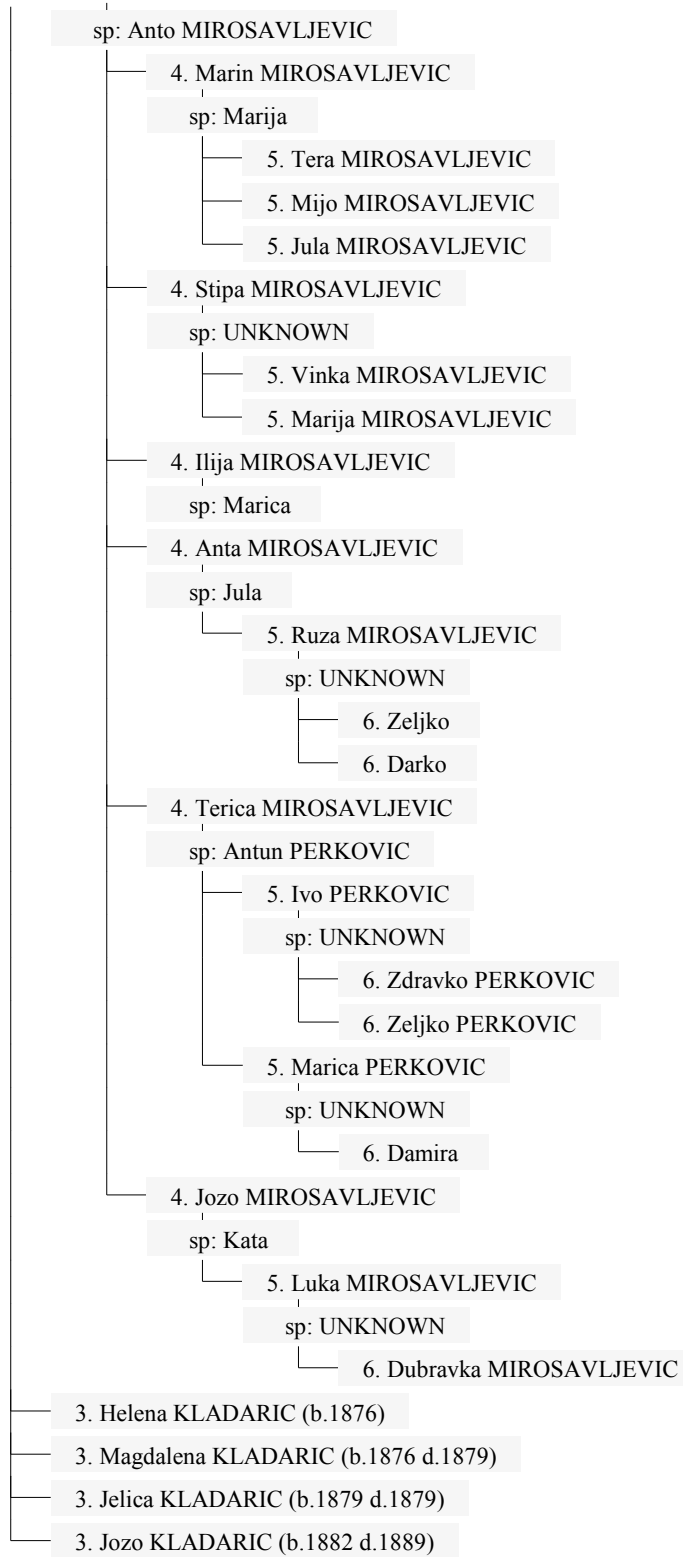 sp: Anto MIROSAVLJEVIC
4. Marin MIROSAVLJEVIC
sp: Marija
5. Tera MIROSAVLJEVIC
5. Mijo MIROSAVLJEVIC
5. Jula MIROSAVLJEVIC
4. Stipa MIROSAVLJEVIC
sp: UNKNOWN
5. Vinka MIROSAVLJEVIC
5. Marija MIROSAVLJEVIC
4. Ilija MIROSAVLJEVIC
sp: Marica
4. Anta MIROSAVLJEVIC
sp: Jula
5. Ruza MIROSAVLJEVIC
sp: UNKNOWN
6. Zeljko
6. Darko
4. Terica MIROSAVLJEVIC
sp: Antun PERKOVIC
5. Ivo PERKOVIC
sp: UNKNOWN
6. Zdravko PERKOVIC
6. Zeljko PERKOVIC
5. Marica PERKOVIC
sp: UNKNOWN
6. Damira
4. Jozo MIROSAVLJEVIC
sp: Kata
5. Luka MIROSAVLJEVIC
sp: UNKNOWN
6. Dubravka MIROSAVLJEVIC
3. Helena KLADARIC (b.1876)
3. Magdalena KLADARIC (b.1876 d.1879)
3. Jelica KLADARIC (b.1879 d.1879)
3. Jozo KLADARIC (b.1882 d.1889)